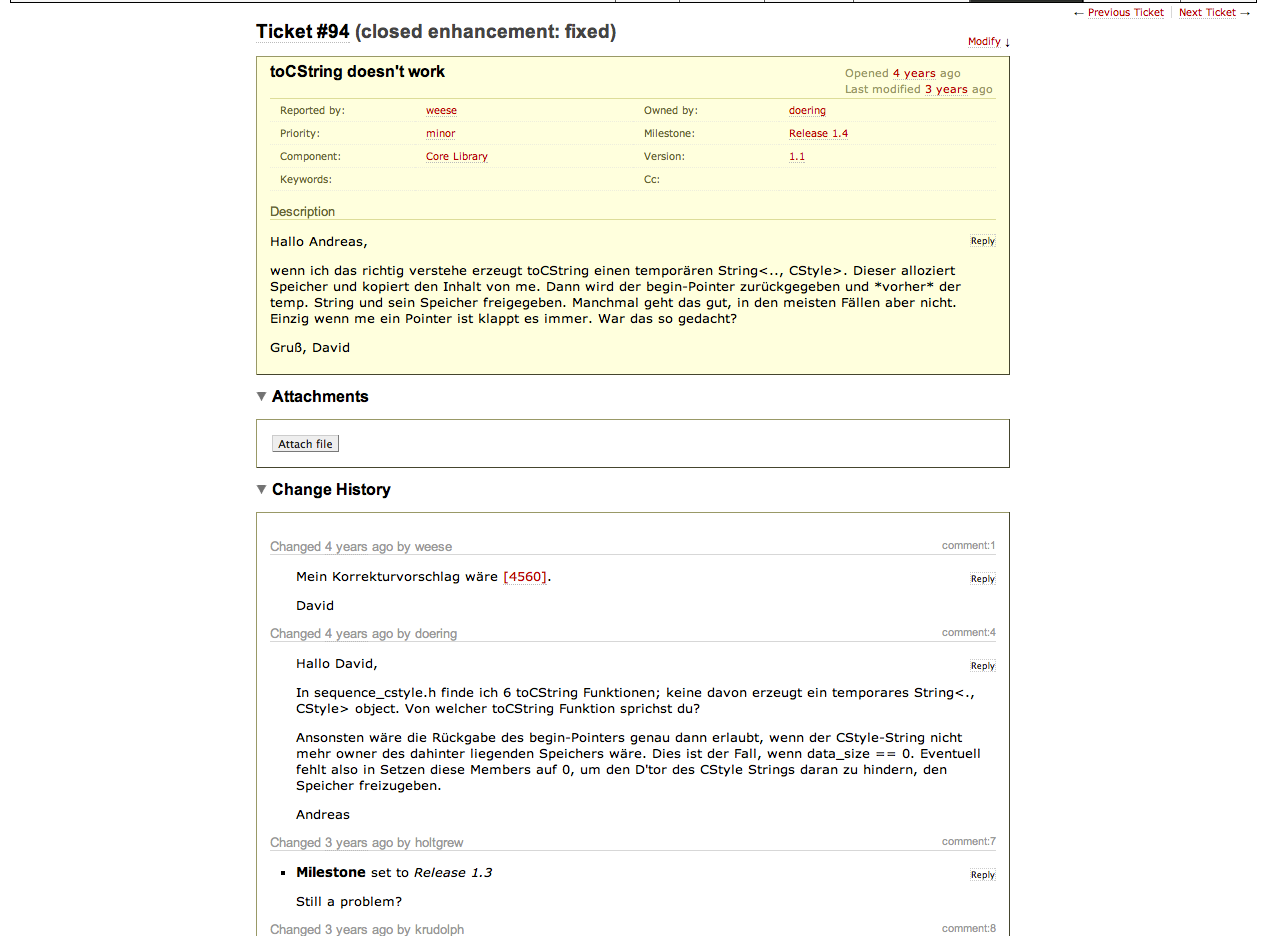 ← Previous Ticket Next Ticket →
Ticket #94 (closed enhancement: fixed)
Modify ↓
toCString doesn't work
Opened 4 years ago
Last modified 3 years ago
Reported by: weese Owned by: doering
Priority: minor Milestone: Release 1.4
Component: Core Library Version: 1.1
Keywords: Cc:
Description
Hallo Andreas,
Reply
wenn ich das richtig verstehe erzeugt toCString einen temporären String<.., CStyle>. Dieser alloziert
Speicher und kopiert den Inhalt von me. Dann wird der begin-Pointer zurückgegeben und *vorher* der
temp. String und sein Speicher freigegeben. Manchmal geht das gut, in den meisten Fällen aber nicht.
Einzig wenn me ein Pointer ist klappt es immer. War das so gedacht?
Gruß, David
▼ Attachments
Attach file
▼ Change History
Changed 4 years ago by weese comment:1
Mein Korrekturvorschlag wäre [4560].
Reply
David
Changed 4 years ago by doering comment:4
Hallo David,
Reply
In sequence_cstyle.h finde ich 6 toCString Funktionen; keine davon erzeugt ein temporares String<.,
CStyle> object. Von welcher toCString Funktion sprichst du?
Ansonsten wäre die Rückgabe des begin-Pointers genau dann erlaubt, wenn der CStyle-String nicht
mehr owner des dahinter liegenden Speichers wäre. Dies ist der Fall, wenn data_size == 0. Eventuell
fehlt also in Setzen diese Members auf 0, um den D'tor des CStyle Strings daran zu hindern, den
Speicher freizugeben.
Andreas
Changed 3 years ago by holtgrew comment:7
▪ Milestone set to Release 1.3
Reply
Still a problem?
Changed 3 years ago by krudolph comment:8